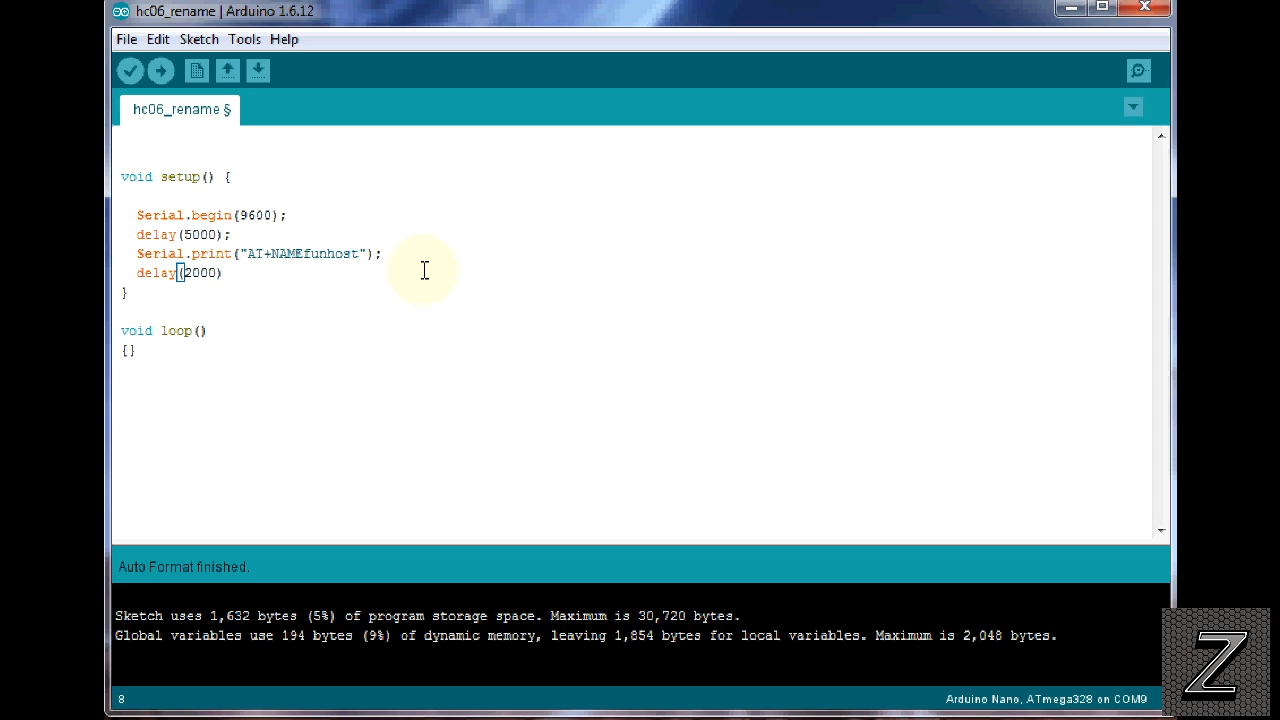 hc06_rename | Arduino 1.6.12
File Edit Sketch Tools Help
hc06_rename §
void setup() {
Serial.begin(9600);
delay(5000);
Serial.print("AT+NAMEfunhost");
delay(2000)
}
void loop()
{}
Auto Format finished.
Sketch uses 1,632 bytes (5%) of program storage space. Maximum is 30,720 bytes.
Global variables use 194 bytes (9%) of dynamic memory, leaving 1,854 bytes for local variables. Maximum is 2,048 bytes.
8 Arduino Nano, ATmega328 on COM9
Z